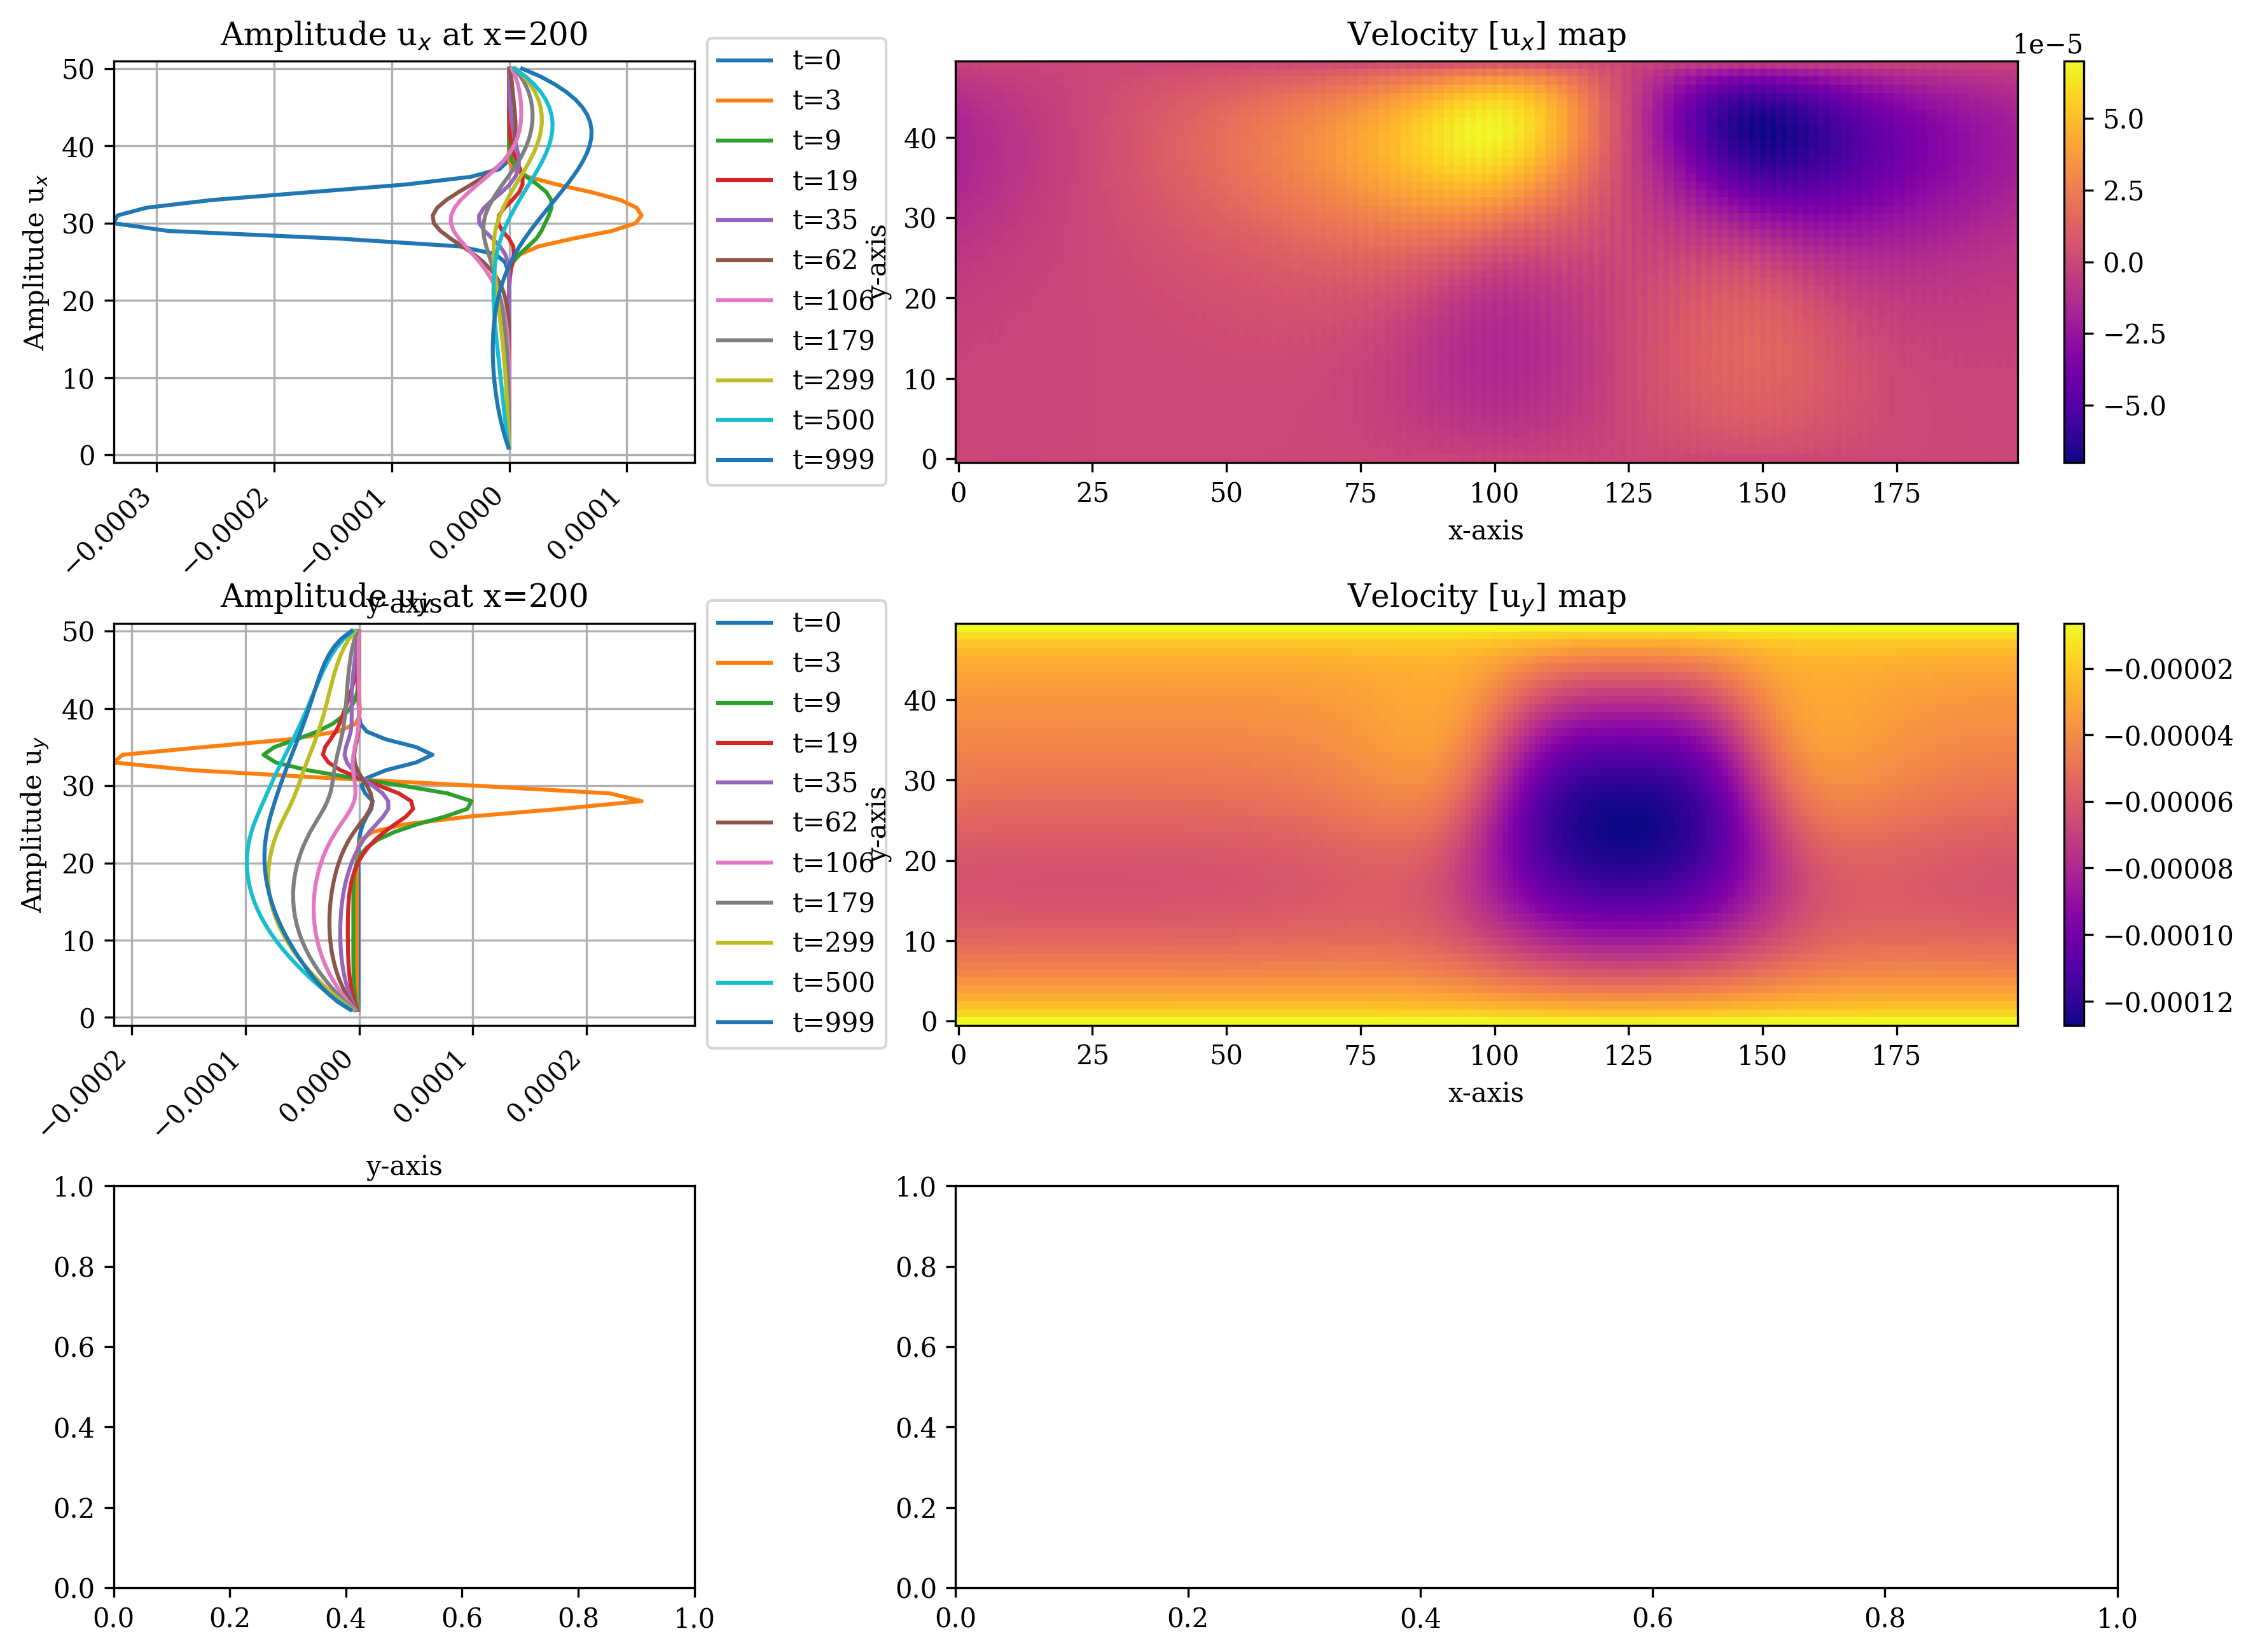 Amplitude uₓ at x=200
Amplitude uₓ
50
40
30
20
10
0
−0.0003
−0.0002
−0.0001
0.0000
0.0001
y-axis
t=0
t=3
t=9
t=19
t=35
t=62
t=106
t=179
t=299
t=500
t=999
Velocity [uₓ] map
1e−5
y-axis
40
30
20
10
0
0
25
50
75
100
125
150
175
x-axis
5.0
2.5
0.0
−2.5
−5.0
Amplitude u_y at x=200
Amplitude u_y
50
40
30
20
10
0
−0.0002
−0.0001
0.0000
0.0001
0.0002
y-axis
t=0
t=3
t=9
t=19
t=35
t=62
t=106
t=179
t=299
t=500
t=999
Velocity [u_y] map
y-axis
40
30
20
10
0
0
25
50
75
100
125
150
175
x-axis
−0.00002
−0.00004
−0.00006
−0.00008
−0.00010
−0.00012
1.0
0.8
0.6
0.4
0.2
0.0
0.0
0.2
0.4
0.6
0.8
1.0
1.0
0.8
0.6
0.4
0.2
0.0
0.0
0.2
0.4
0.6
0.8
1.0